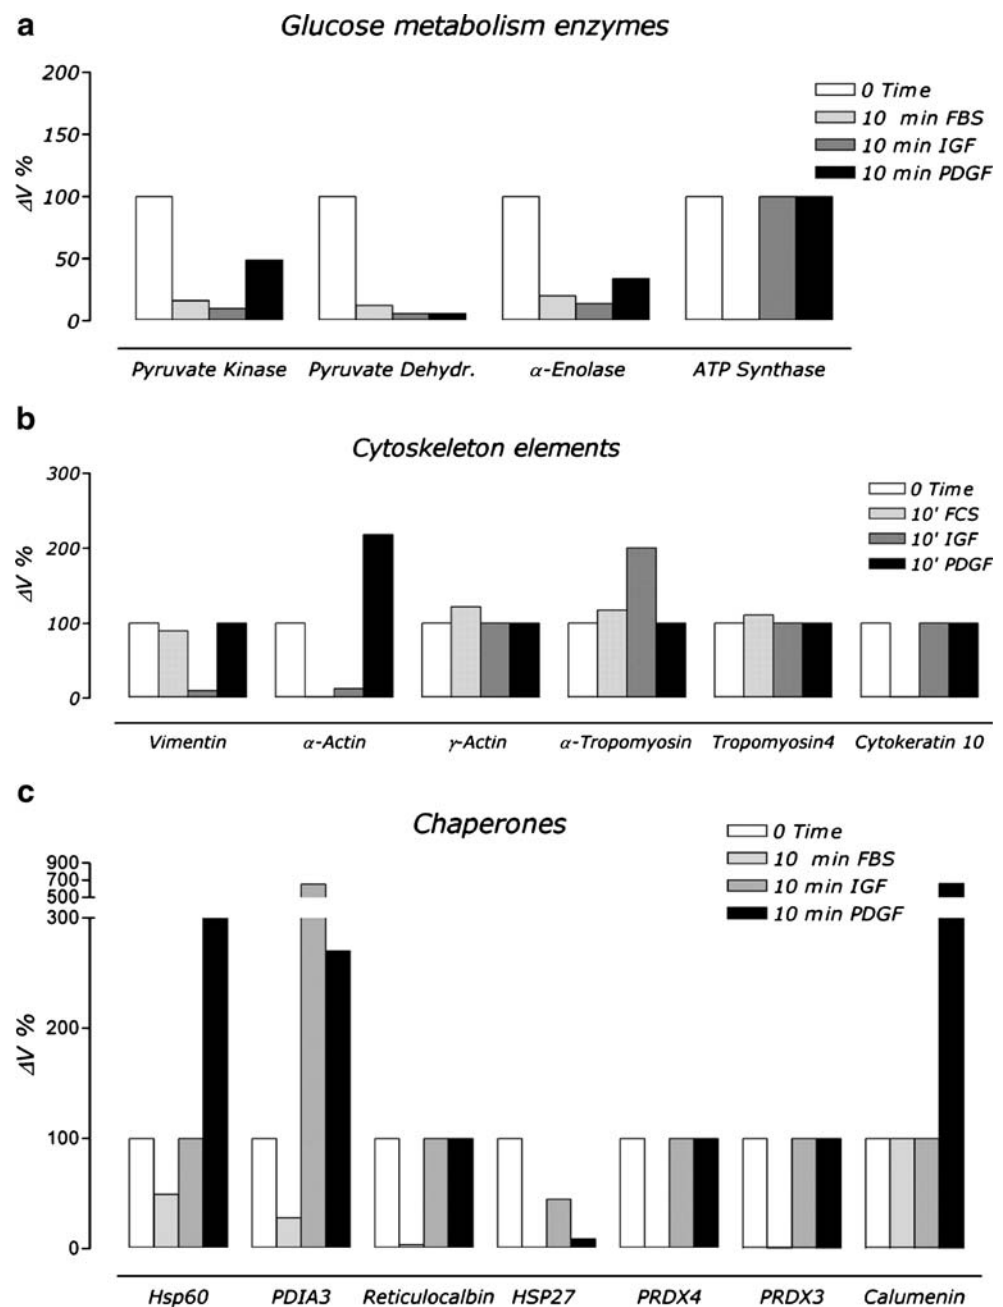 a
Glucose metabolism enzymes
200
150
100
50
0
ΔV %
0 Time
10 min FBS
10 min IGF
10 min PDGF
Pyruvate Kinase Pyruvate Dehydr. α-Enolase ATP Synthase
b
Cytoskeleton elements
300
200
100
0
ΔV %
0 Time
10' FCS
10' IGF
10' PDGF
Vimentin α-Actin γ-Actin α-Tropomyosin Tropomyosin4 Cytokeratin 10
c
Chaperones
900
700
500
300
200
100
0
ΔV %
0 Time
10 min FBS
10 min IGF
10 min PDGF
Hsp60 PDIA3 Reticulocalbin HSP27 PRDX4 PRDX3 Calumenin